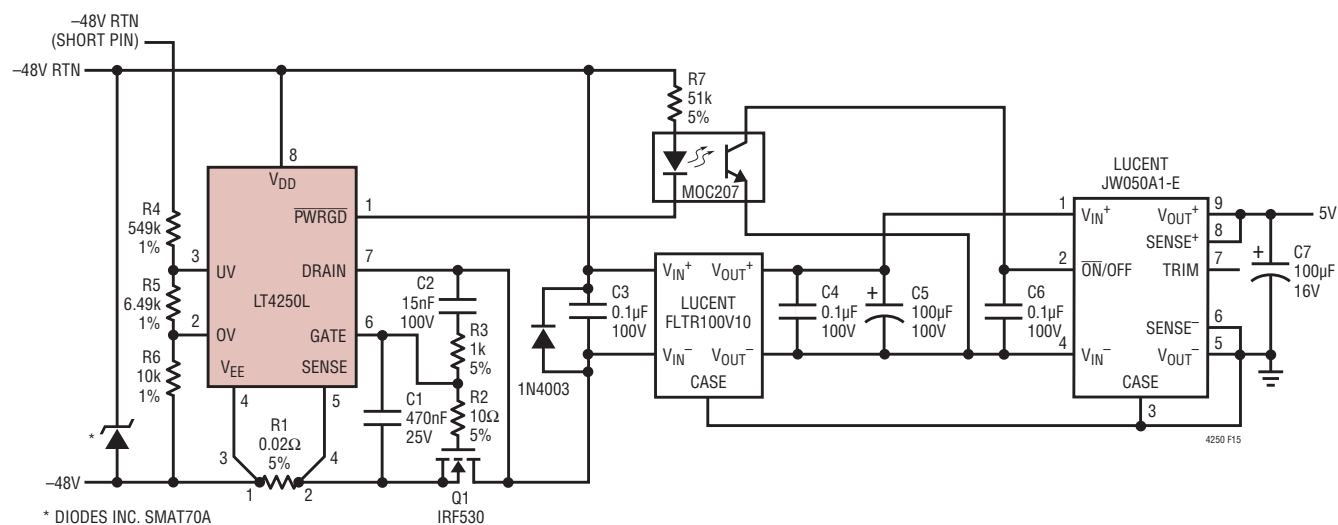 –48V RTN
(SHORT PIN)
–48V RTN
R4
549k
1%
R5
6.49k
1%
R6
10k
1%
8
VDD
PWRGD
1
3
UV
DRAIN
7
LT4250L
2
OV
GATE
6
VEE
SENSE
4
5
*
–48V
R1
0.02Ω
5%
3
4
1
2
C2
15nF
100V
R3
1k
5%
C1
470nF
25V
R2
10Ω
5%
Q1
IRF530
R7
51k
5%
MOC207
1N4003
C3
0.1µF
100V
VIN+
VOUT+
LUCENT
FLTR100V10
VIN–
VOUT–
CASE
C4
0.1µF
100V
+
C5
100µF
100V
C6
0.1µF
100V
LUCENT
JW050A1-E
1
VIN+
VOUT+
9
SENSE+
8
2
ON/OFF
TRIM
7
SENSE–
6
4
VIN–
VOUT–
5
CASE
3
5V
+
C7
100µF
16V
4250 F15
* DIODES INC. SMAT70A